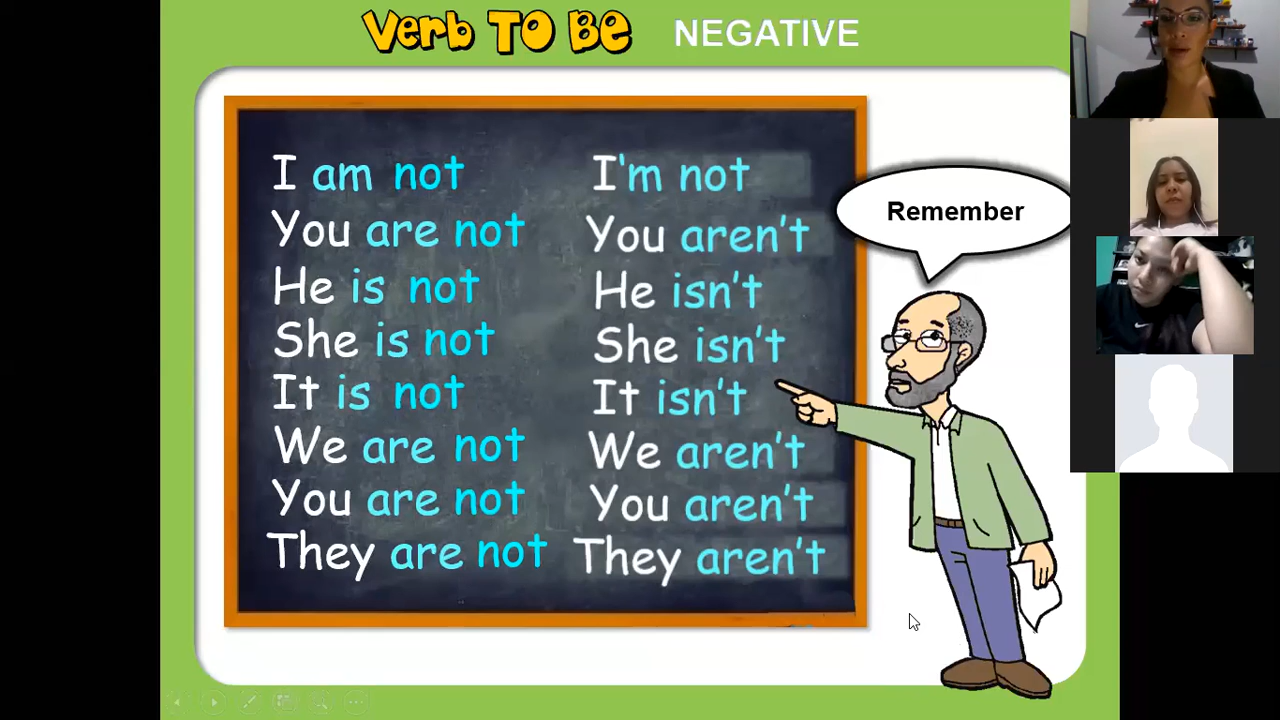 Verb TO BE NEGATIVE
I am not I'm not
You are not You aren't
He is not He isn't
She is not She isn't
It is not It isn't
We are not We aren't
You are not You aren't
They are not They aren't
Remember